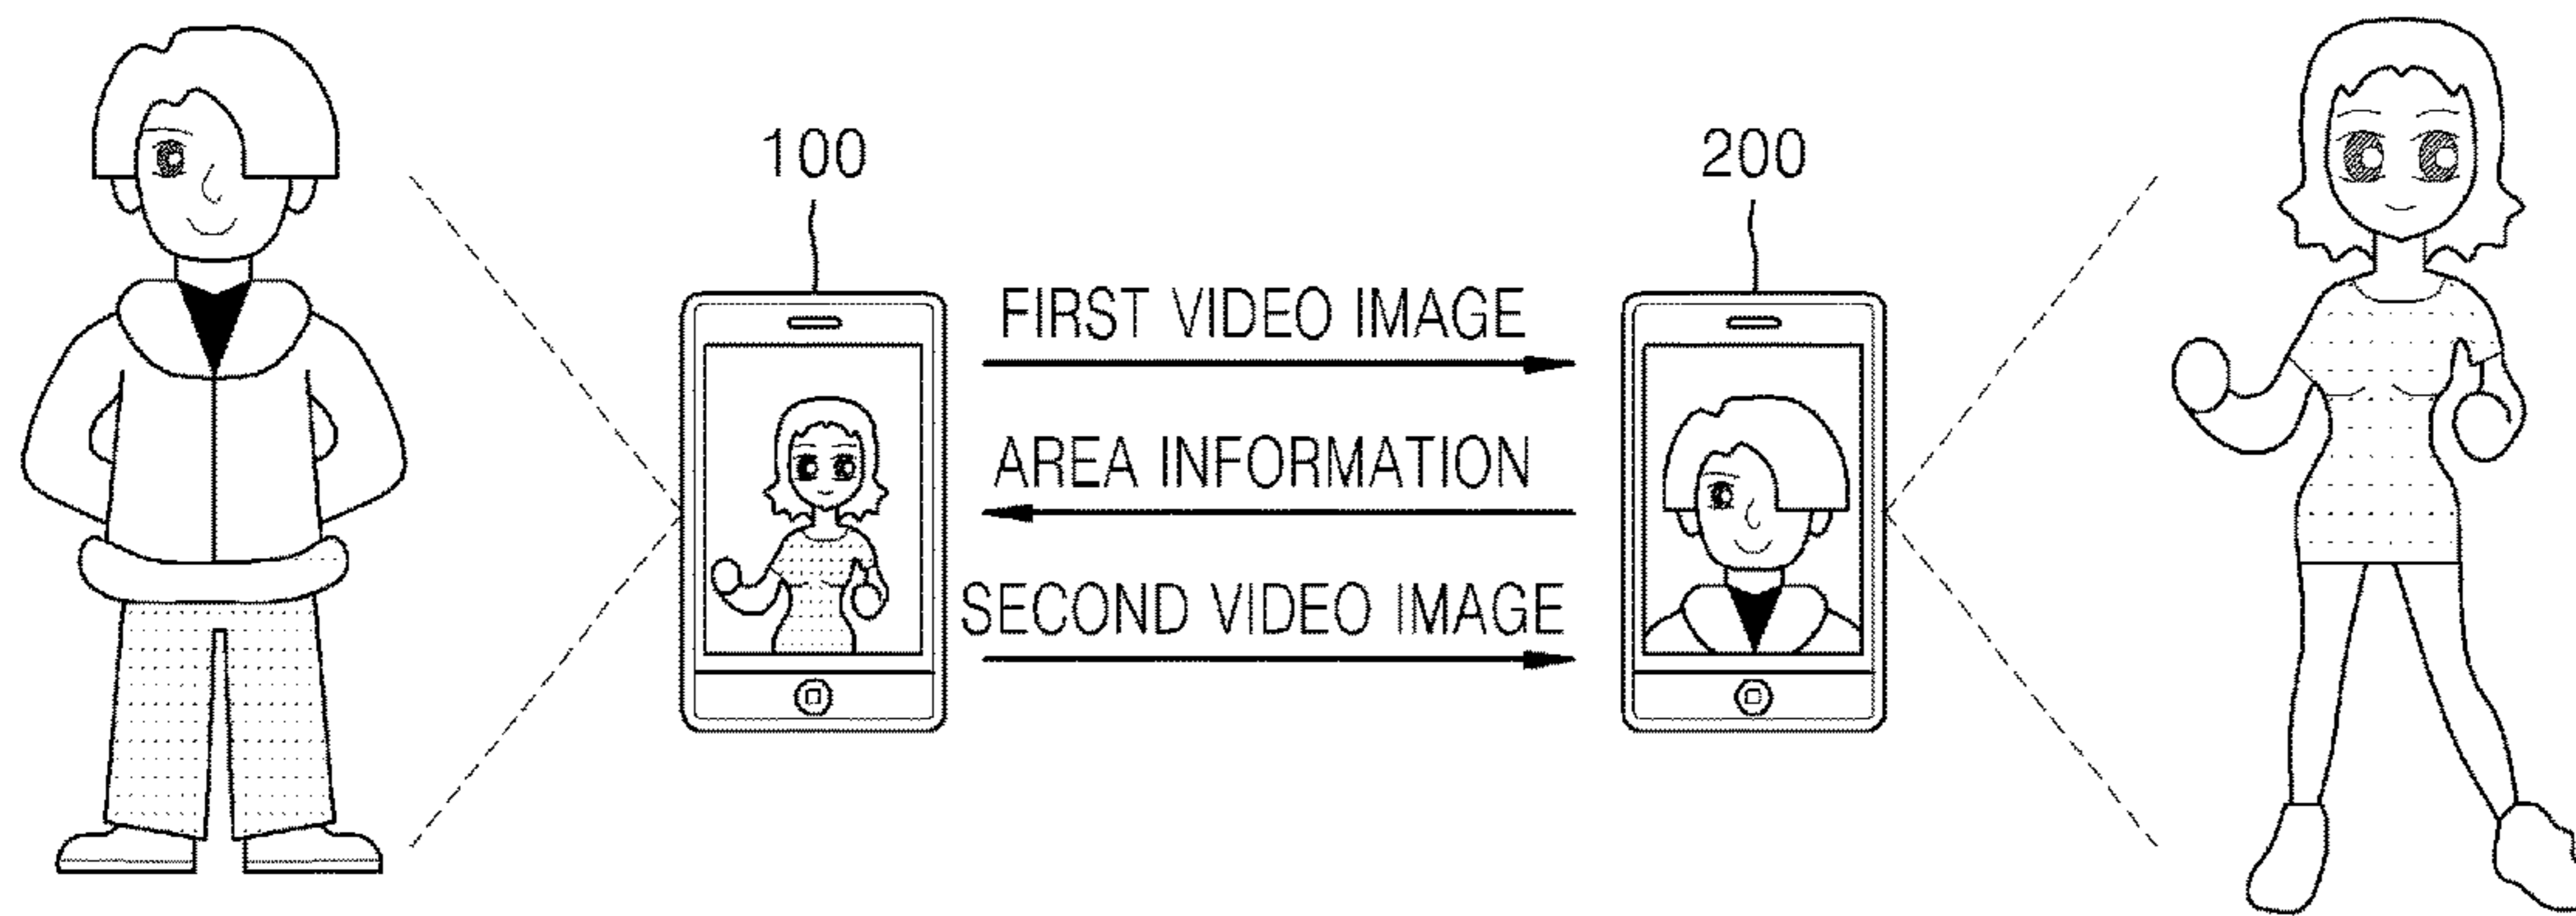 100
200
FIRST VIDEO IMAGE
AREA INFORMATION
SECOND VIDEO IMAGE